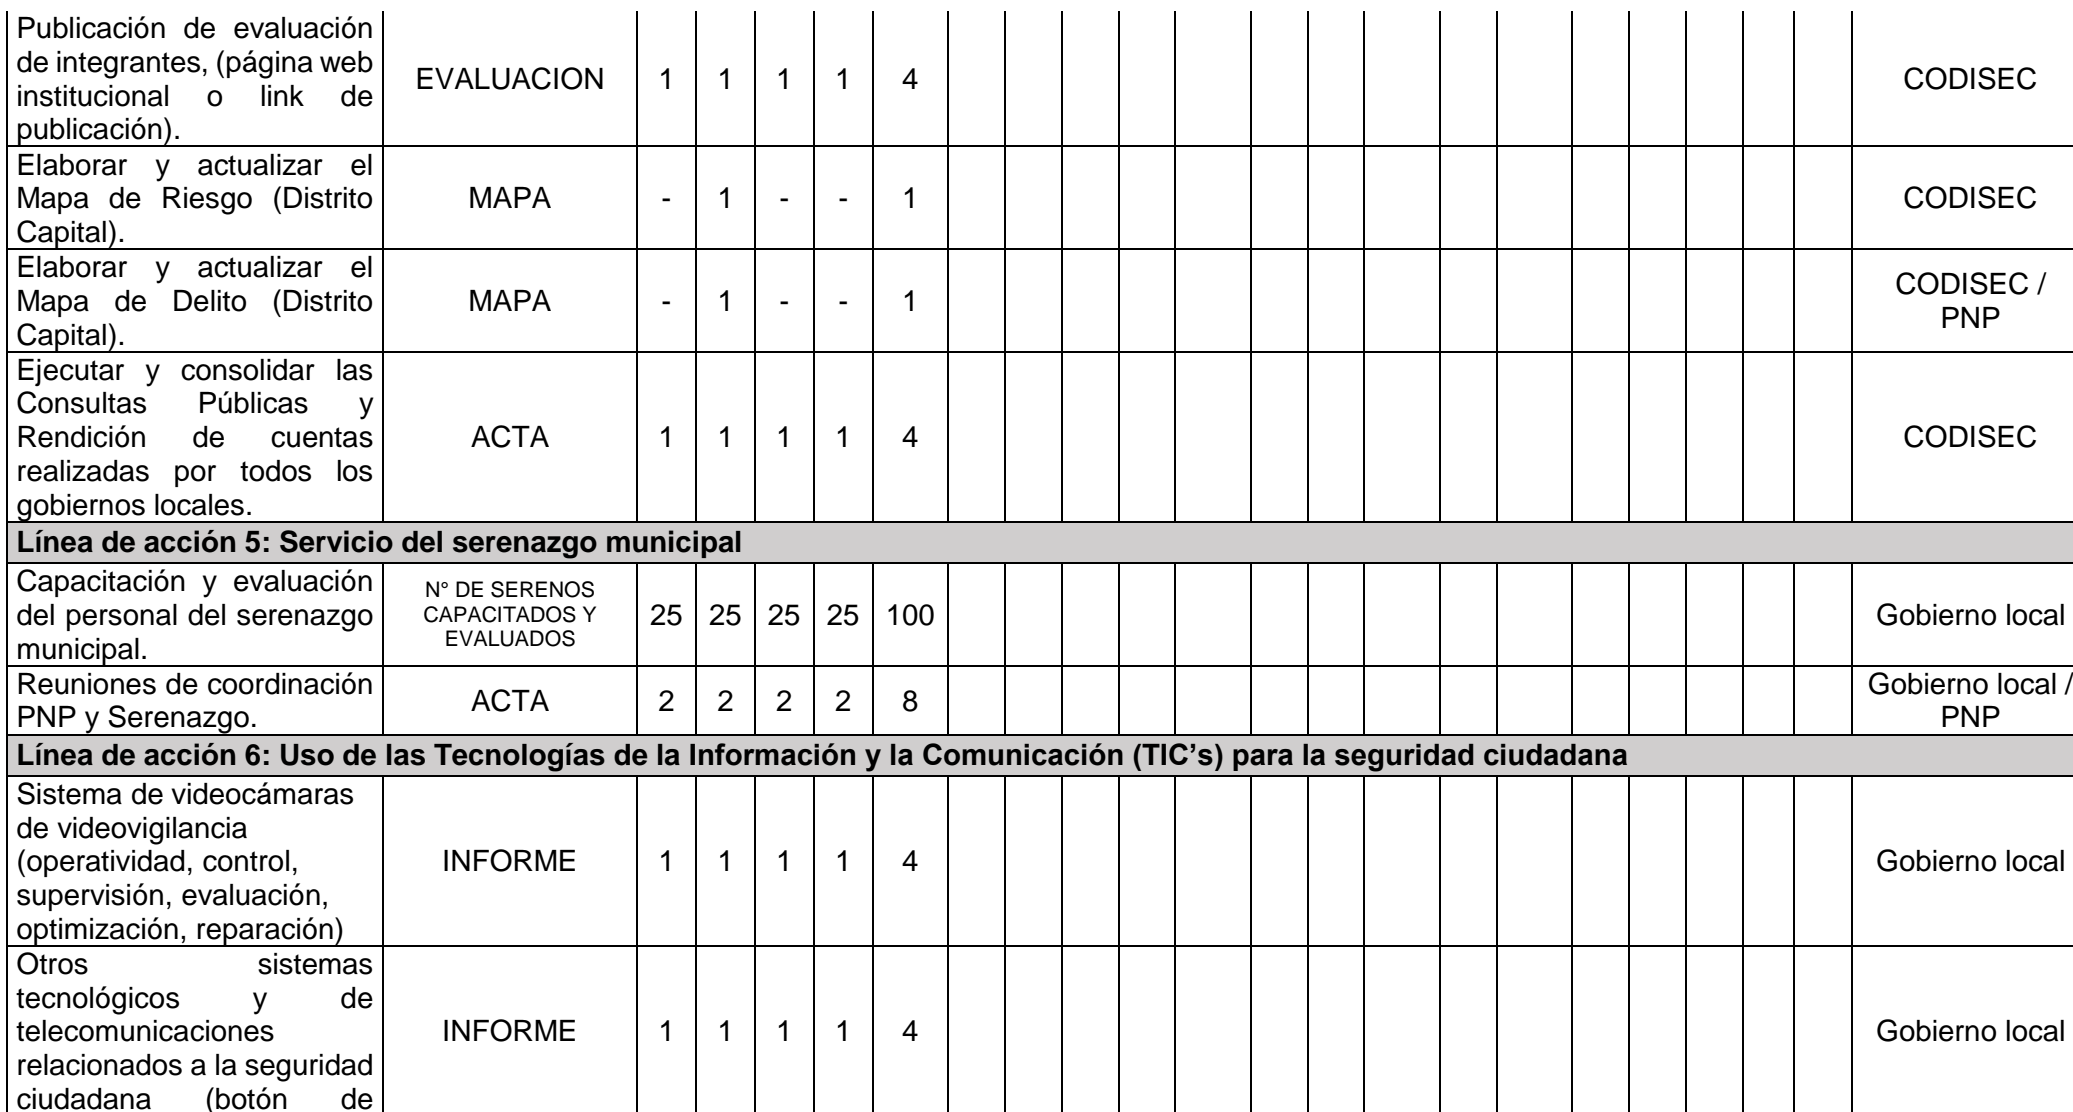 Publicación de evaluación
de integrantes, (página web
institucional o link de
publicación).
EVALUACION 1 1 1 1 4 CODISEC
Elaborar y actualizar el
Mapa de Riesgo (Distrito
Capital).
MAPA - 1 - - 1 CODISEC
Elaborar y actualizar el
Mapa de Delito (Distrito
Capital).
MAPA - 1 - - 1 CODISEC /
PNP
Ejecutar y consolidar las
Consultas Públicas y
Rendición de cuentas
realizadas por todos los
gobiernos locales.
ACTA 1 1 1 1 4 CODISEC
Línea de acción 5: Servicio del serenazgo municipal
Capacitación y evaluación
del personal del serenazgo
municipal.
N° DE SERENOS
CAPACITADOS Y
EVALUADOS
25 25 25 25 100 Gobierno local
Reuniones de coordinación
PNP y Serenazgo.
ACTA 2 2 2 2 8 Gobierno local /
PNP
Línea de acción 6: Uso de las Tecnologías de la Información y la Comunicación (TIC’s) para la seguridad ciudadana
Sistema de videocámaras
de videovigilancia
(operatividad, control,
supervisión, evaluación,
optimización, reparación)
INFORME 1 1 1 1 4 Gobierno local
Otros sistemas
tecnológicos y de
telecomunicaciones
relacionados a la seguridad
ciudadana (botón de
INFORME 1 1 1 1 4 Gobierno local